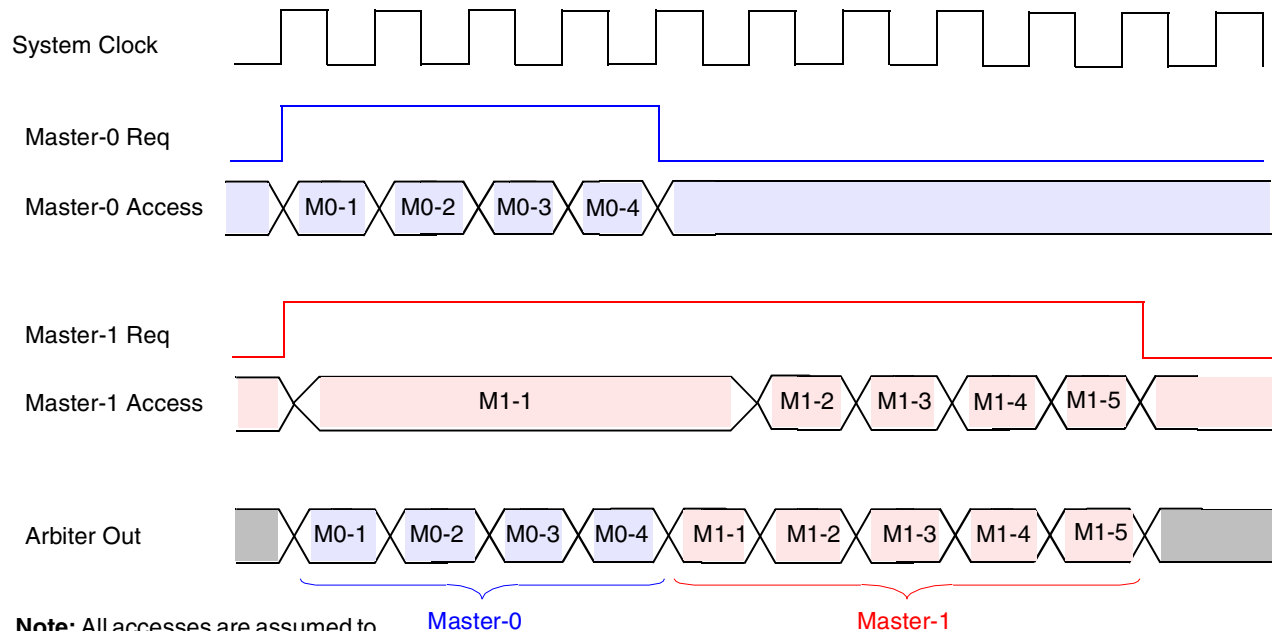 System Clock
Master-0 Req
Master-0 Access M0-1 M0-2 M0-3 M0-4
Master-1 Req
Master-1 Access M1-1 M1-2 M1-3 M1-4 M1-5
Arbiter Out M0-1 M0-2 M0-3 M0-4 M1-1 M1-2 M1-3 M1-4 M1-5
Master-0 Master-1
Note: All accesses are assumed to